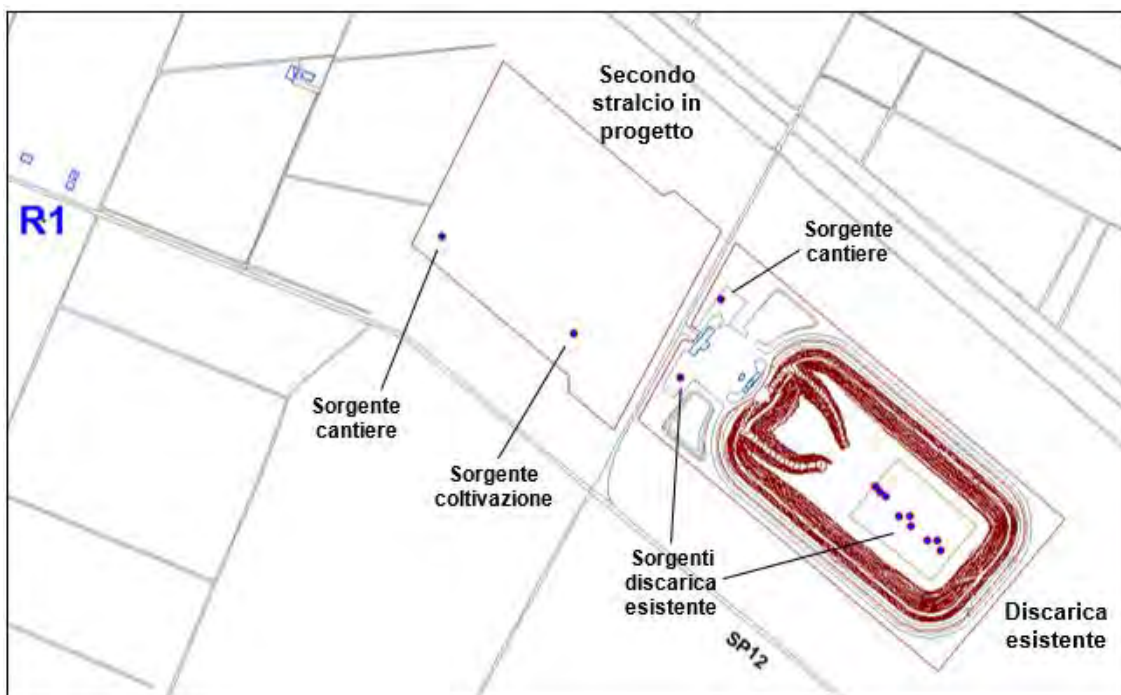 Secondo
stralcio in
progetto
R1
Sorgente
cantiere
Sorgente
cantiere
Sorgente
coltivazione
Sorgenti
discarica
esistente
Discarica
esistente
SP12